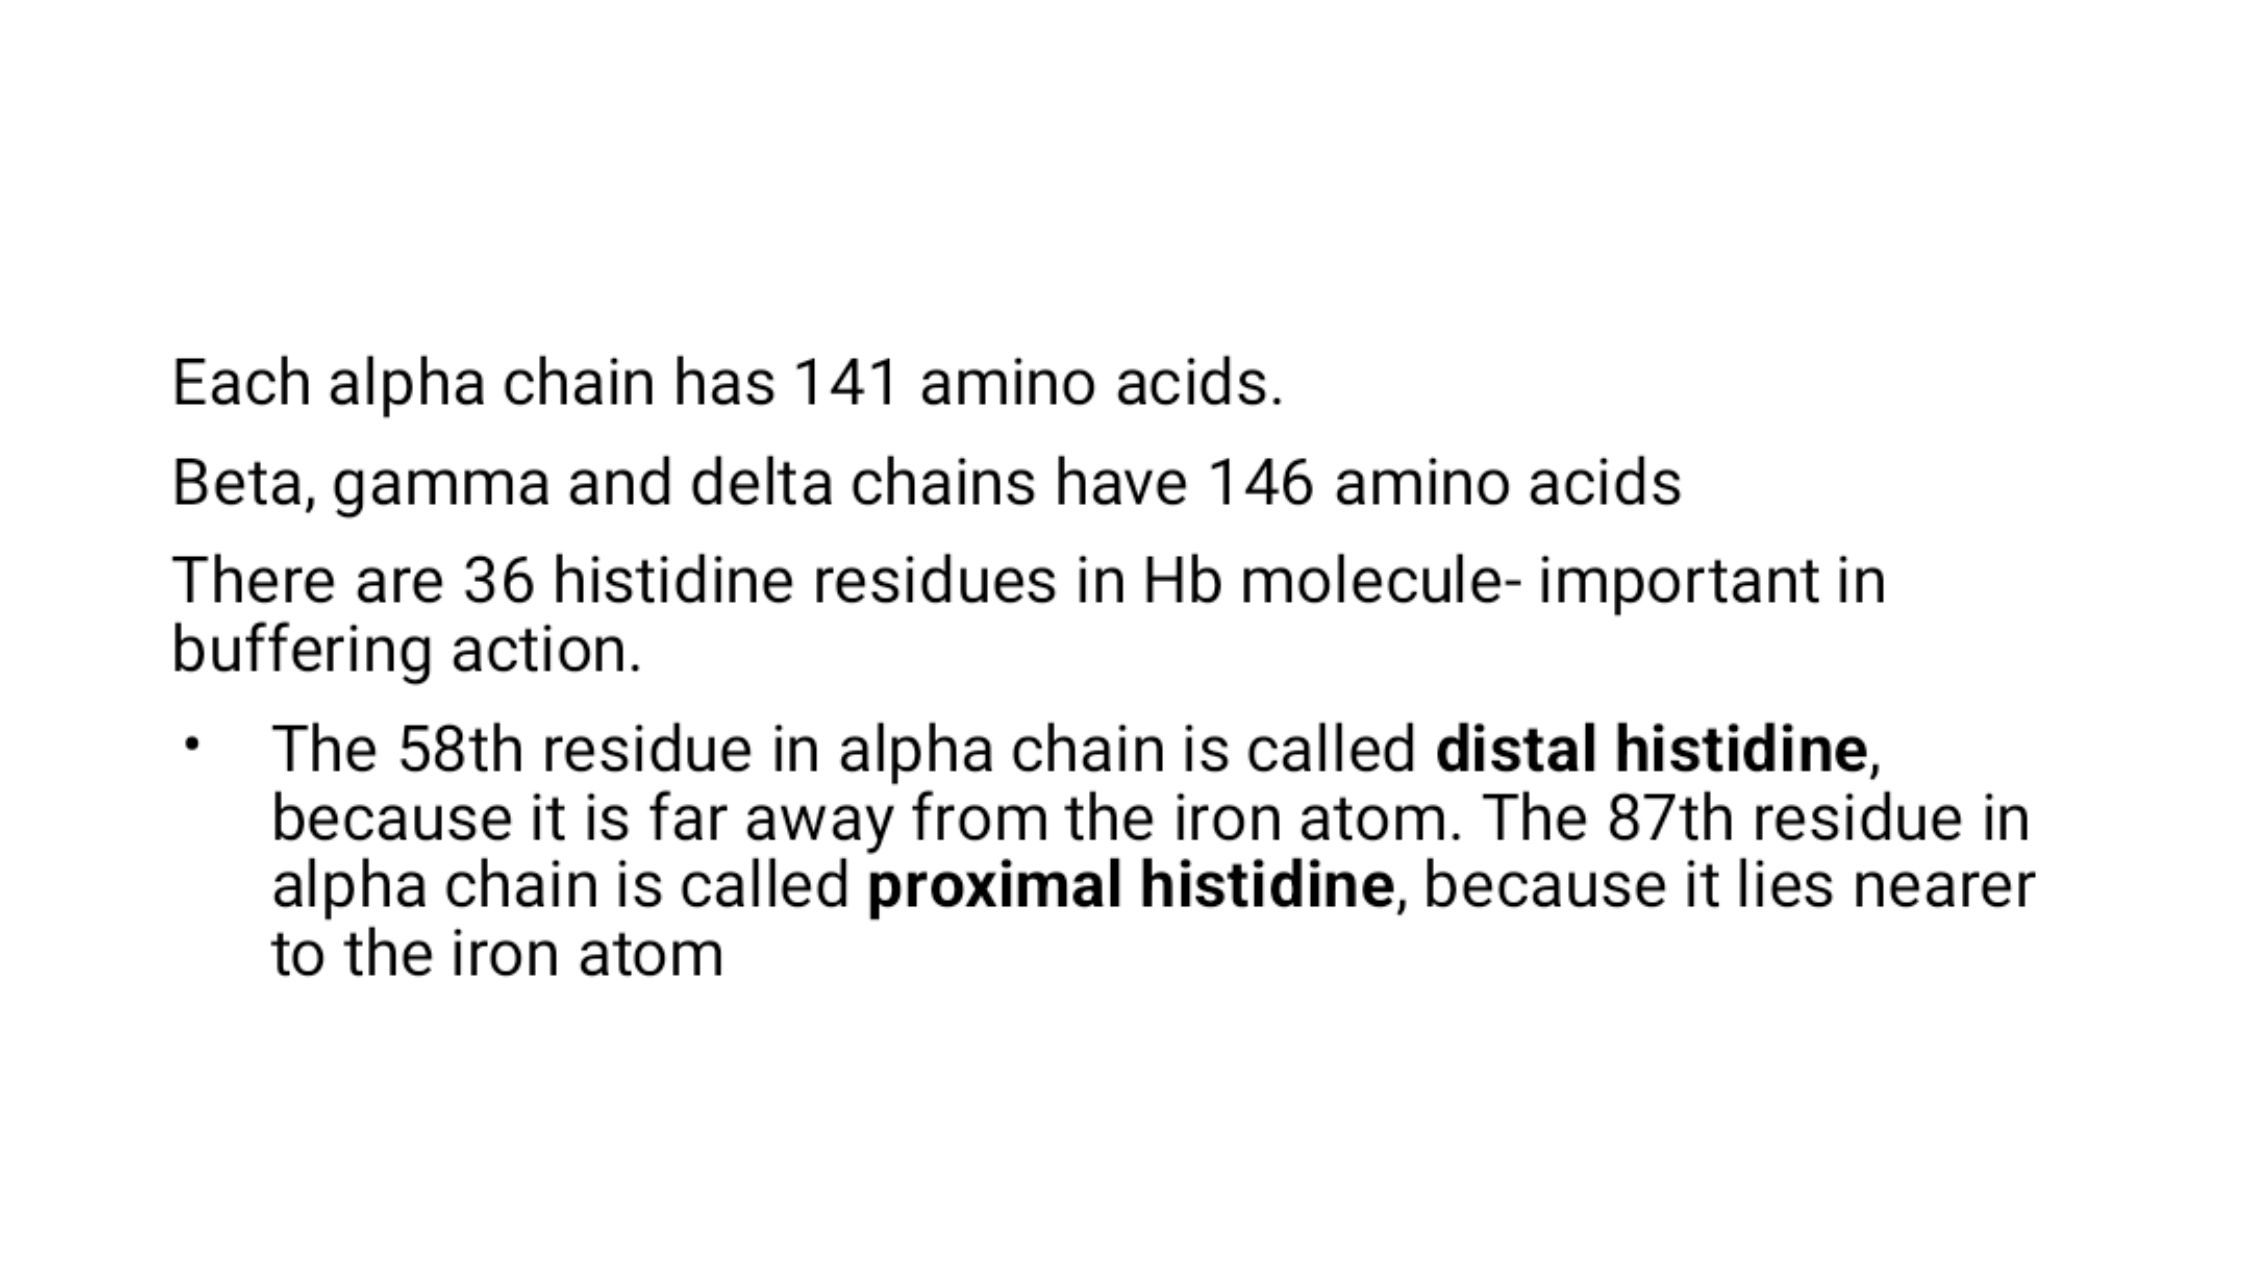 Each alpha chain has 141 amino acids.
Beta, gamma and delta chains have 146 amino acids
There are 36 histidine residues in Hb molecule- important in
buffering action.
• The 58th residue in alpha chain is called distal histidine,
because it is far away from the iron atom. The 87th residue in
alpha chain is called proximal histidine, because it lies nearer
to the iron atom